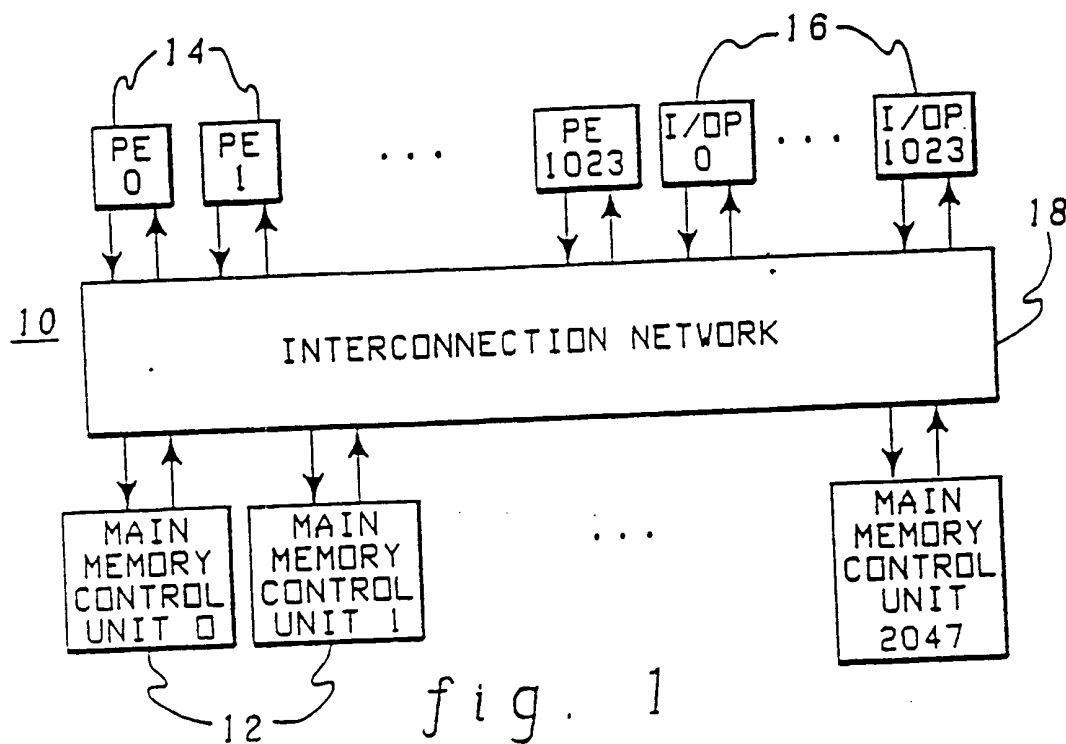 14
16
PE
0
PE
1
...
PE
1023
I/OP
0
...
I/OP
1023
18
10
INTERCONNECTION NETWORK
MAIN
MEMORY
CONTROL
UNIT 0
MAIN
MEMORY
CONTROL
UNIT 1
...
MAIN
MEMORY
CONTROL
UNIT
2047
12
fig. 1